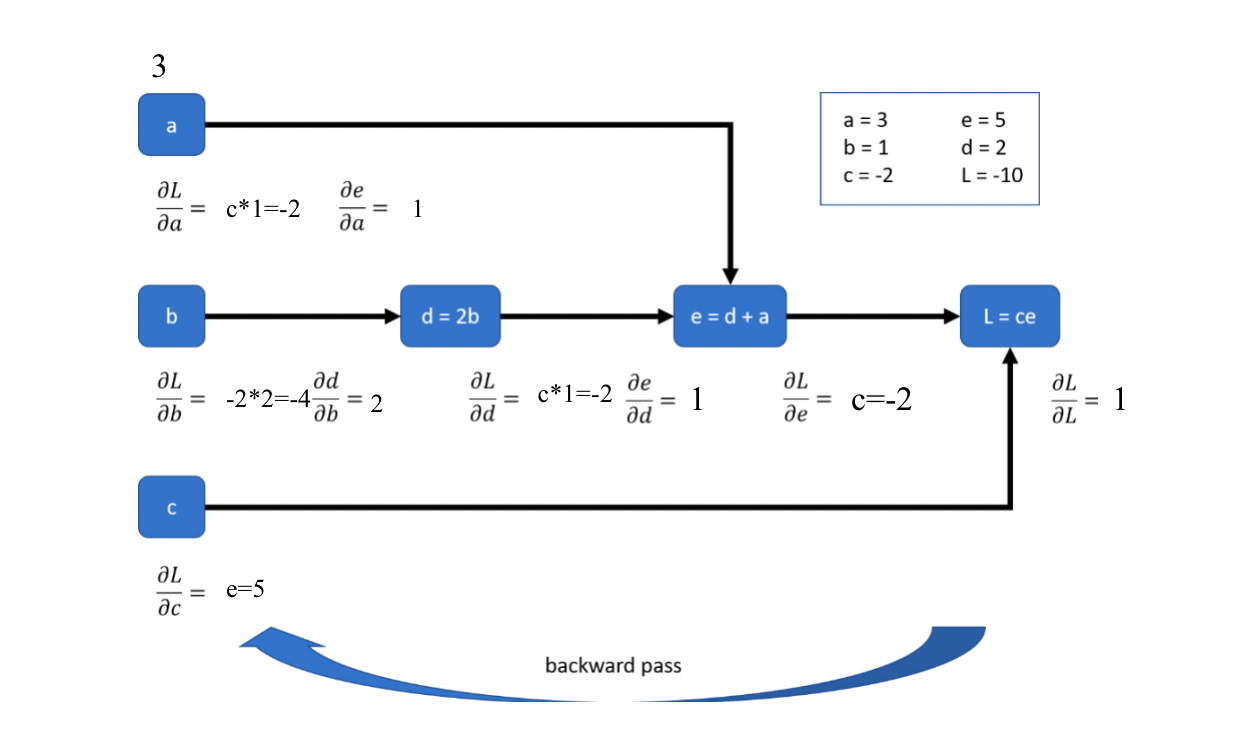 3
a
a = 3 e = 5
b = 1 d = 2
c = -2 L = -10
∂L/∂a = c*1=-2 ∂e/∂a = 1
b d = 2b e = d + a L = ce
∂L/∂b = -2*2=-4 ∂d/∂b = 2 ∂L/∂d = c*1=-2 ∂e/∂d = 1 ∂L/∂e = c=-2 ∂L/∂L = 1
c
∂L/∂c = e=5
backward pass